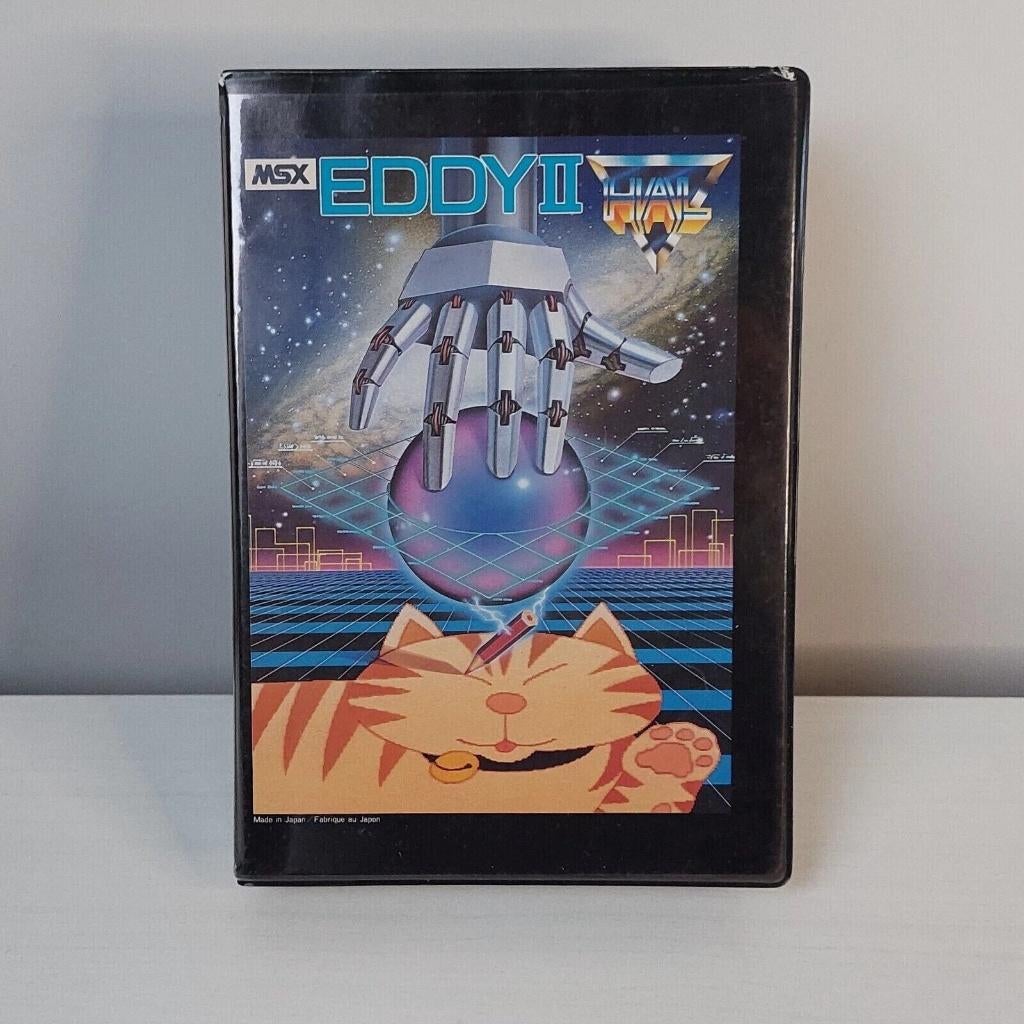 MSX EDDY II HAL
Made in Japan / Fabrique au Japon